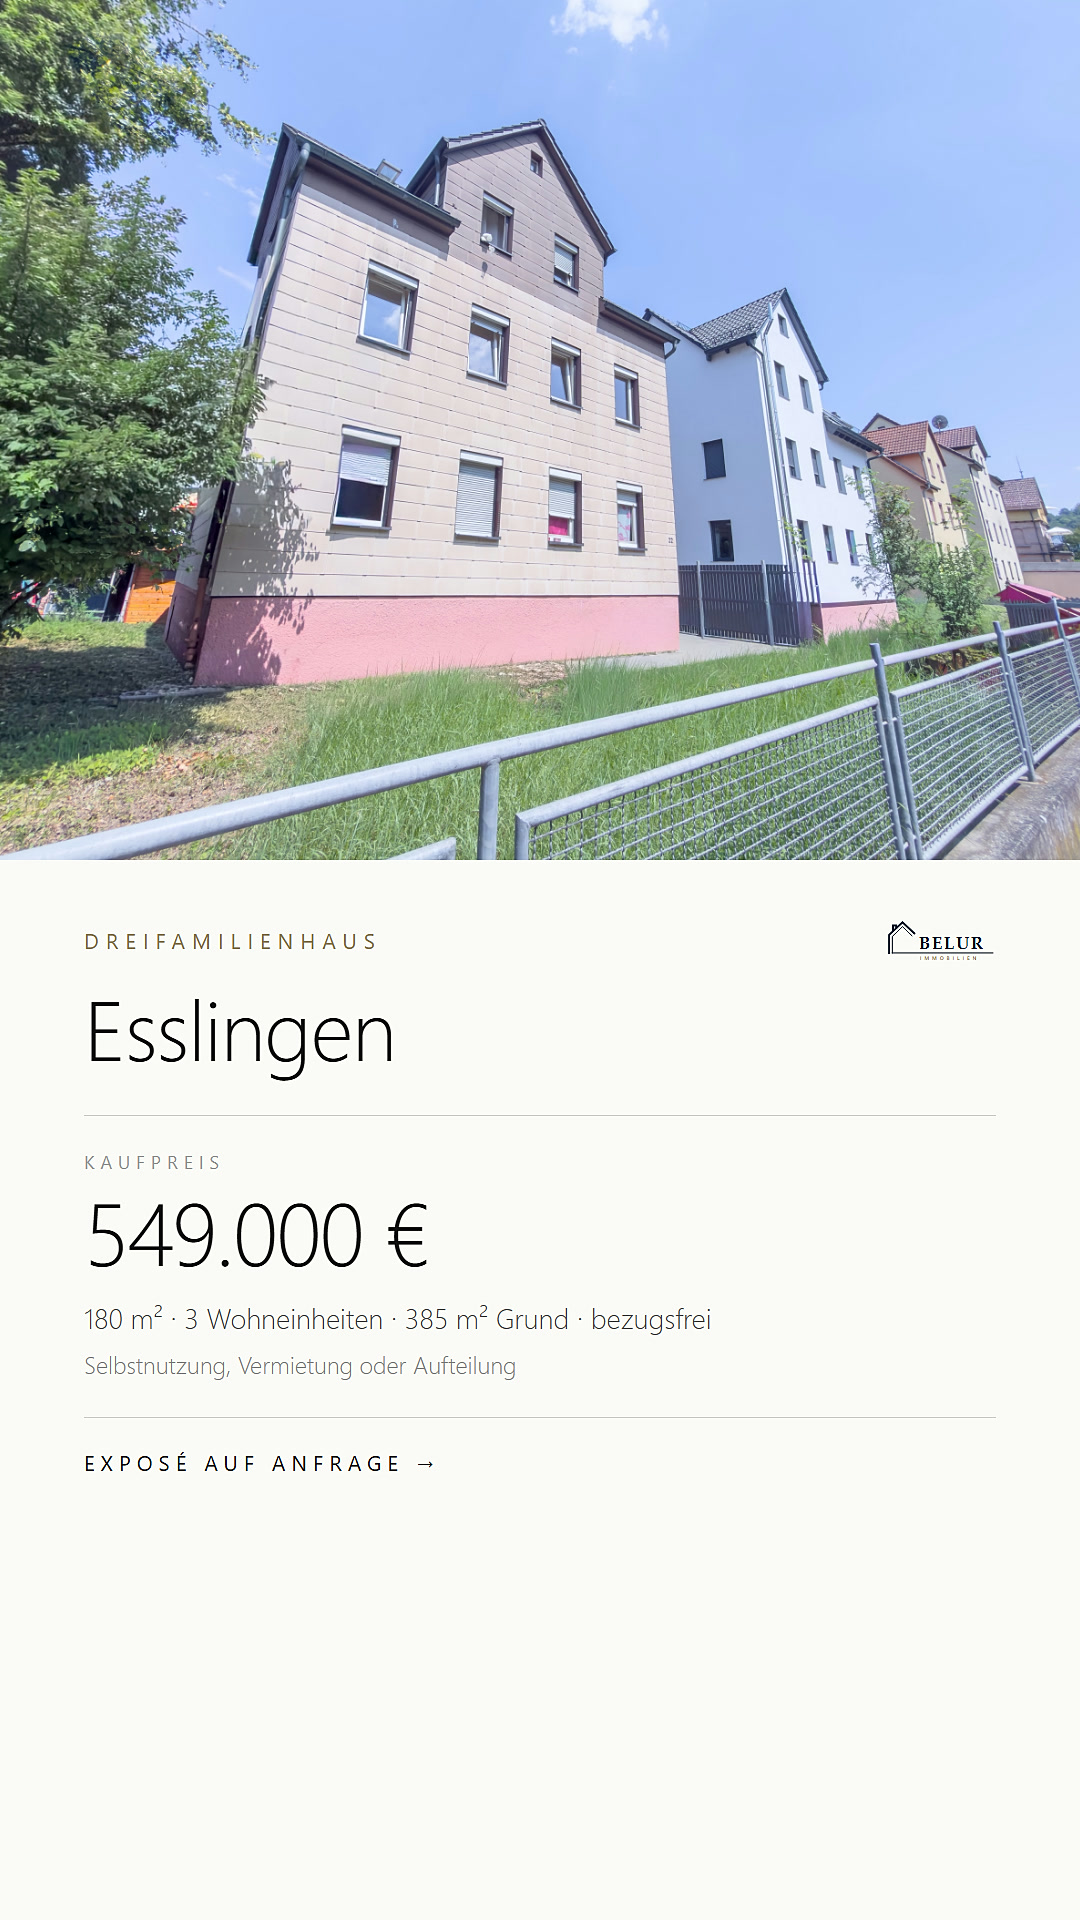 DREIFAMILIENHAUS
BELUR
IMMOBILIEN
Esslingen
KAUFPREIS
549.000 €
180 m² · 3 Wohneinheiten · 385 m² Grund · bezugsfrei
Selbstnutzung, Vermietung oder Aufteilung
EXPOSÉ AUF ANFRAGE →